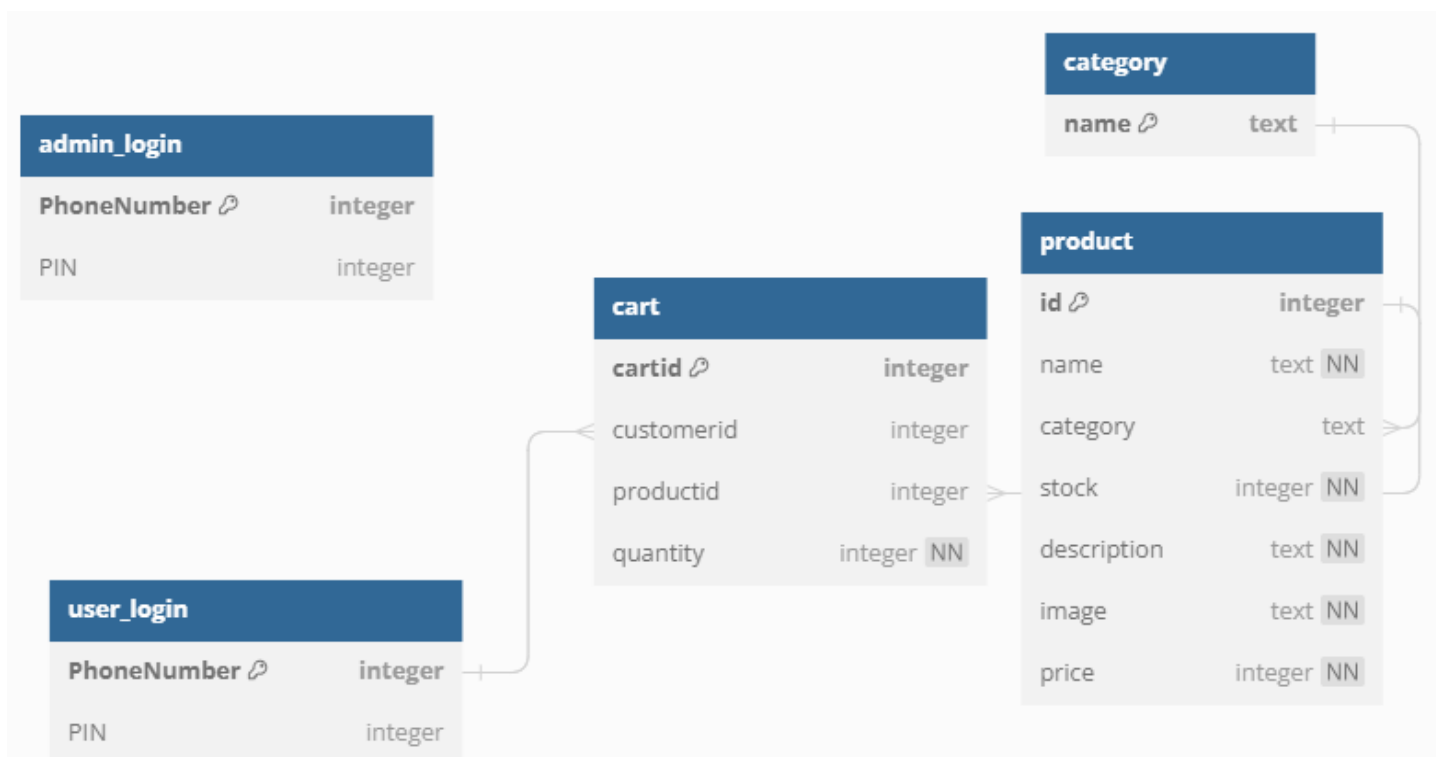 admin_login
PhoneNumber integer
PIN integer
user_login
PhoneNumber integer
PIN integer
cart
cartid integer
customerid integer
productid integer
quantity integer NN
category
name text
product
id integer
name text NN
category text
stock integer NN
description text NN
image text NN
price integer NN